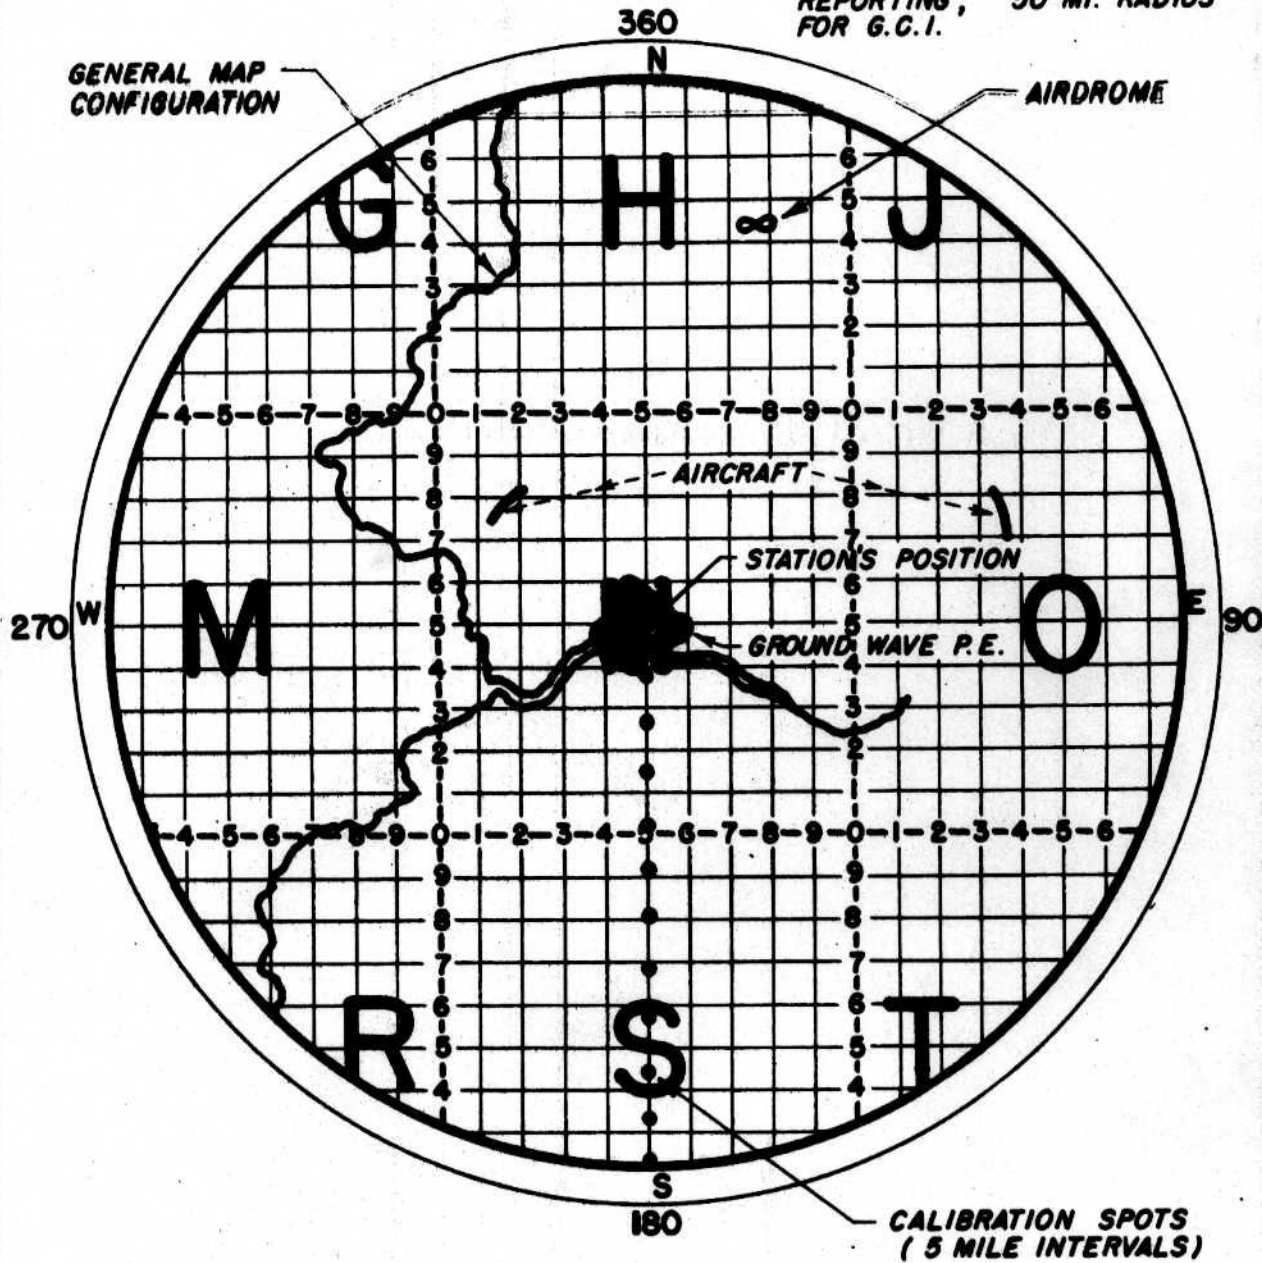 REPORTING, 90 MI. RADIUS
FOR G.C.I.
360
N
GENERAL MAP
CONFIGURATION
AIRDROME
6 6
G H J
5 5
4 4
3 3
2 2
4-5-6-7-8-9-0-1-2-3-4-5-6-7-8-9-0-1-2-3-4-5-6
9 9
AIRCRAFT
8 8
7 7
STATION'S POSITION
6 6
270 W M O E 90
5 5
GROUND WAVE P.E.
4 4
3 3
2 2
4-5-6-7-8-9-0-1-2-3-4-5-6-7-8-9-0-1-2-3-4-5-6
9 9
8 8
7 7
6 6
R S T
5 5
4 4
S
180
CALIBRATION SPOTS
(5 MILE INTERVALS)